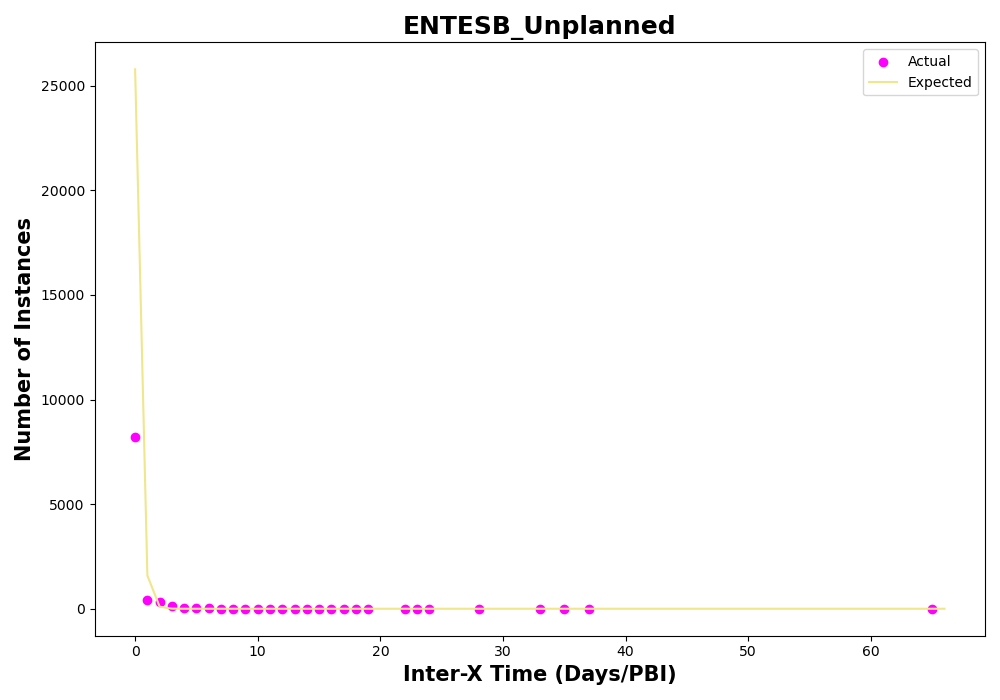 ENTESB_Unplanned
Actual
Expected
Number of Instances
25000
20000
15000
10000
5000
0
0 10 20 30 40 50 60
Inter-X Time (Days/PBI)